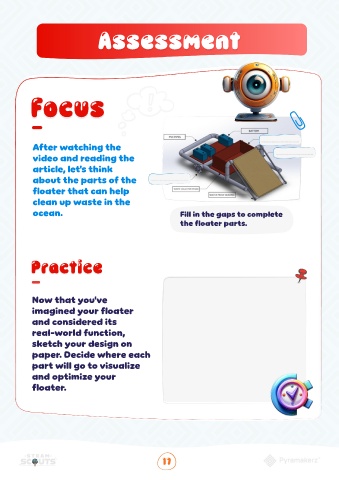 Assessment
Focus
After watching the
video and reading the
article, let's think
about the parts of the
floater that can help
clean up waste in the
ocean.
Fill in the gaps to complete
the floater parts.
Practice
Now that you've
imagined your floater
and considered its
real-world function,
sketch your design on
paper. Decide where each
part will go to visualize
and optimize your
floater.
OCEAN
SCOUTS
17
Pyramakerz